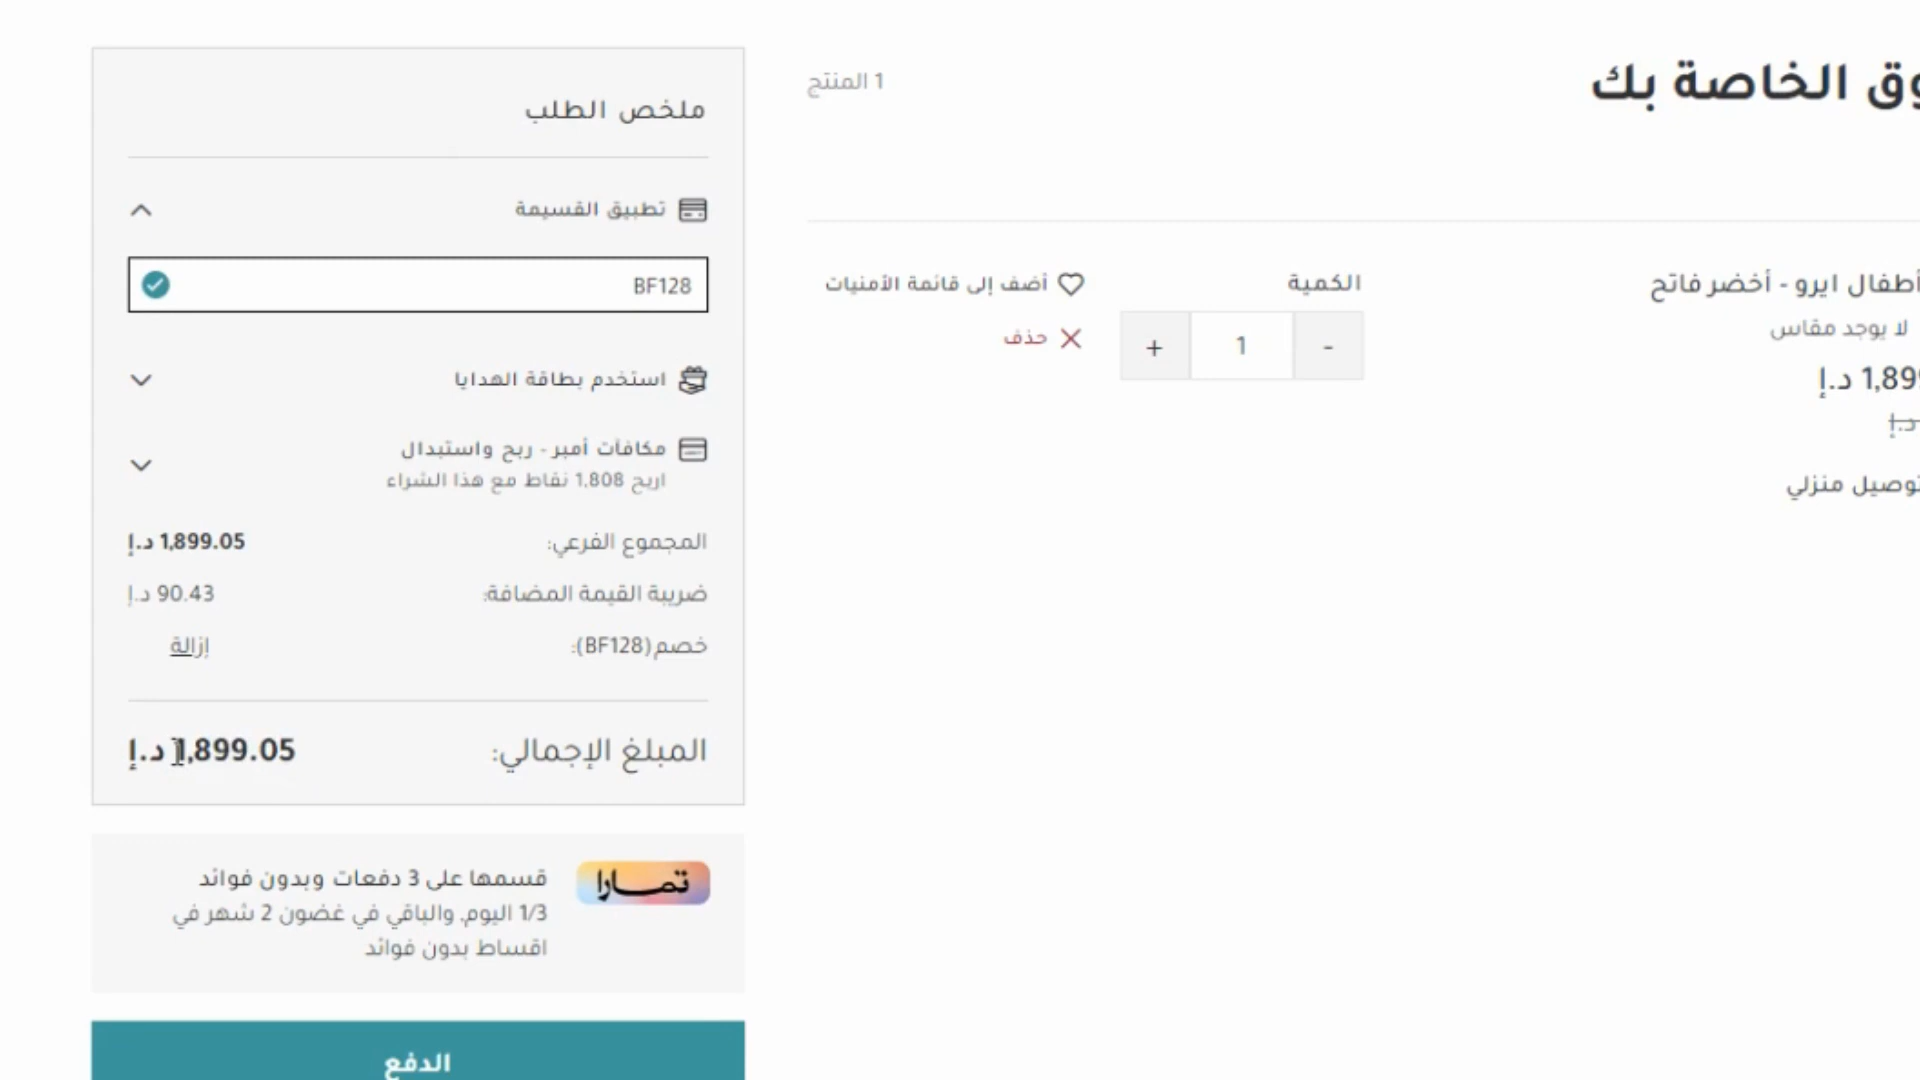 الخاصة بك
1 المنتج
أطفال ايرو - أخضر فاتح
لا يوجد مقاس
د.إ
د.إ
توصيل منزلي
الكمية
- 1 +
أضف إلى قائمة الأمنيات
حذف
ملخص الطلب
تطبيق القسيمة
BF128
استخدم بطاقة الهدايا
مكافآت أمبر - ربح واستبدال
اربح 1,808 نقاط مع هذا الشراء
المجموع الفرعي: 1,899.05 د.إ
ضريبة القيمة المضافة: 90.43 د.إ
خصم(BF128): إزالة
المبلغ الإجمالي: 1,899.05 د.إ
تمارا
قسمها على 3 دفعات وبدون فوائد
1/3 اليوم, والباقي في غضون 2 شهر في
اقساط بدون فوائد
الدفع